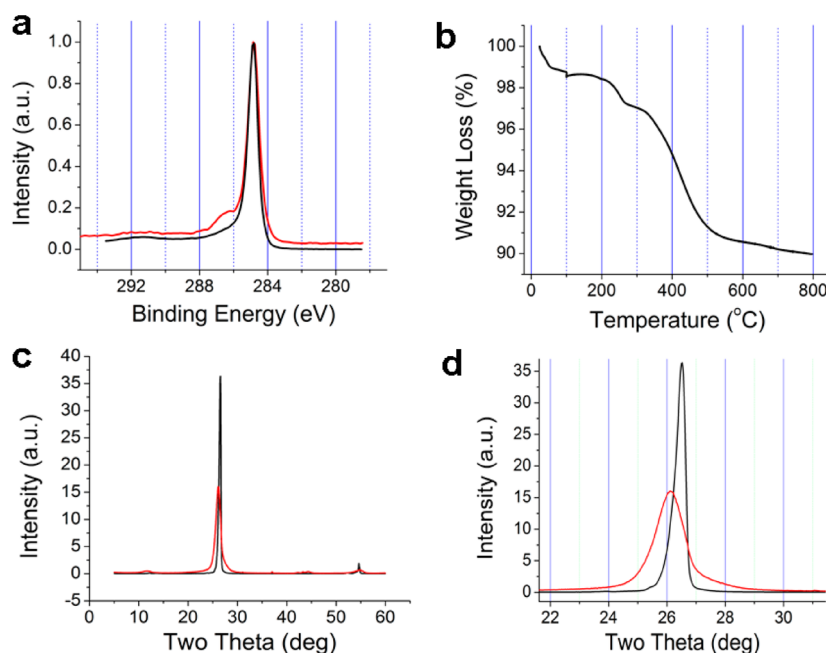 a
1.0
0.8
0.6
0.4
0.2
0.0
Intensity (a.u.)
292 288 284 280
Binding Energy (eV)
b
100
98
96
94
92
90
Weight Loss (%)
0 200 400 600 800
Temperature (°C)
c
40
35
30
25
20
15
10
5
0
-5
Intensity (a.u.)
0 10 20 30 40 50 60
Two Theta (deg)
d
35
30
25
20
15
10
5
0
Intensity (a.u.)
22 24 26 28 30
Two Theta (deg)